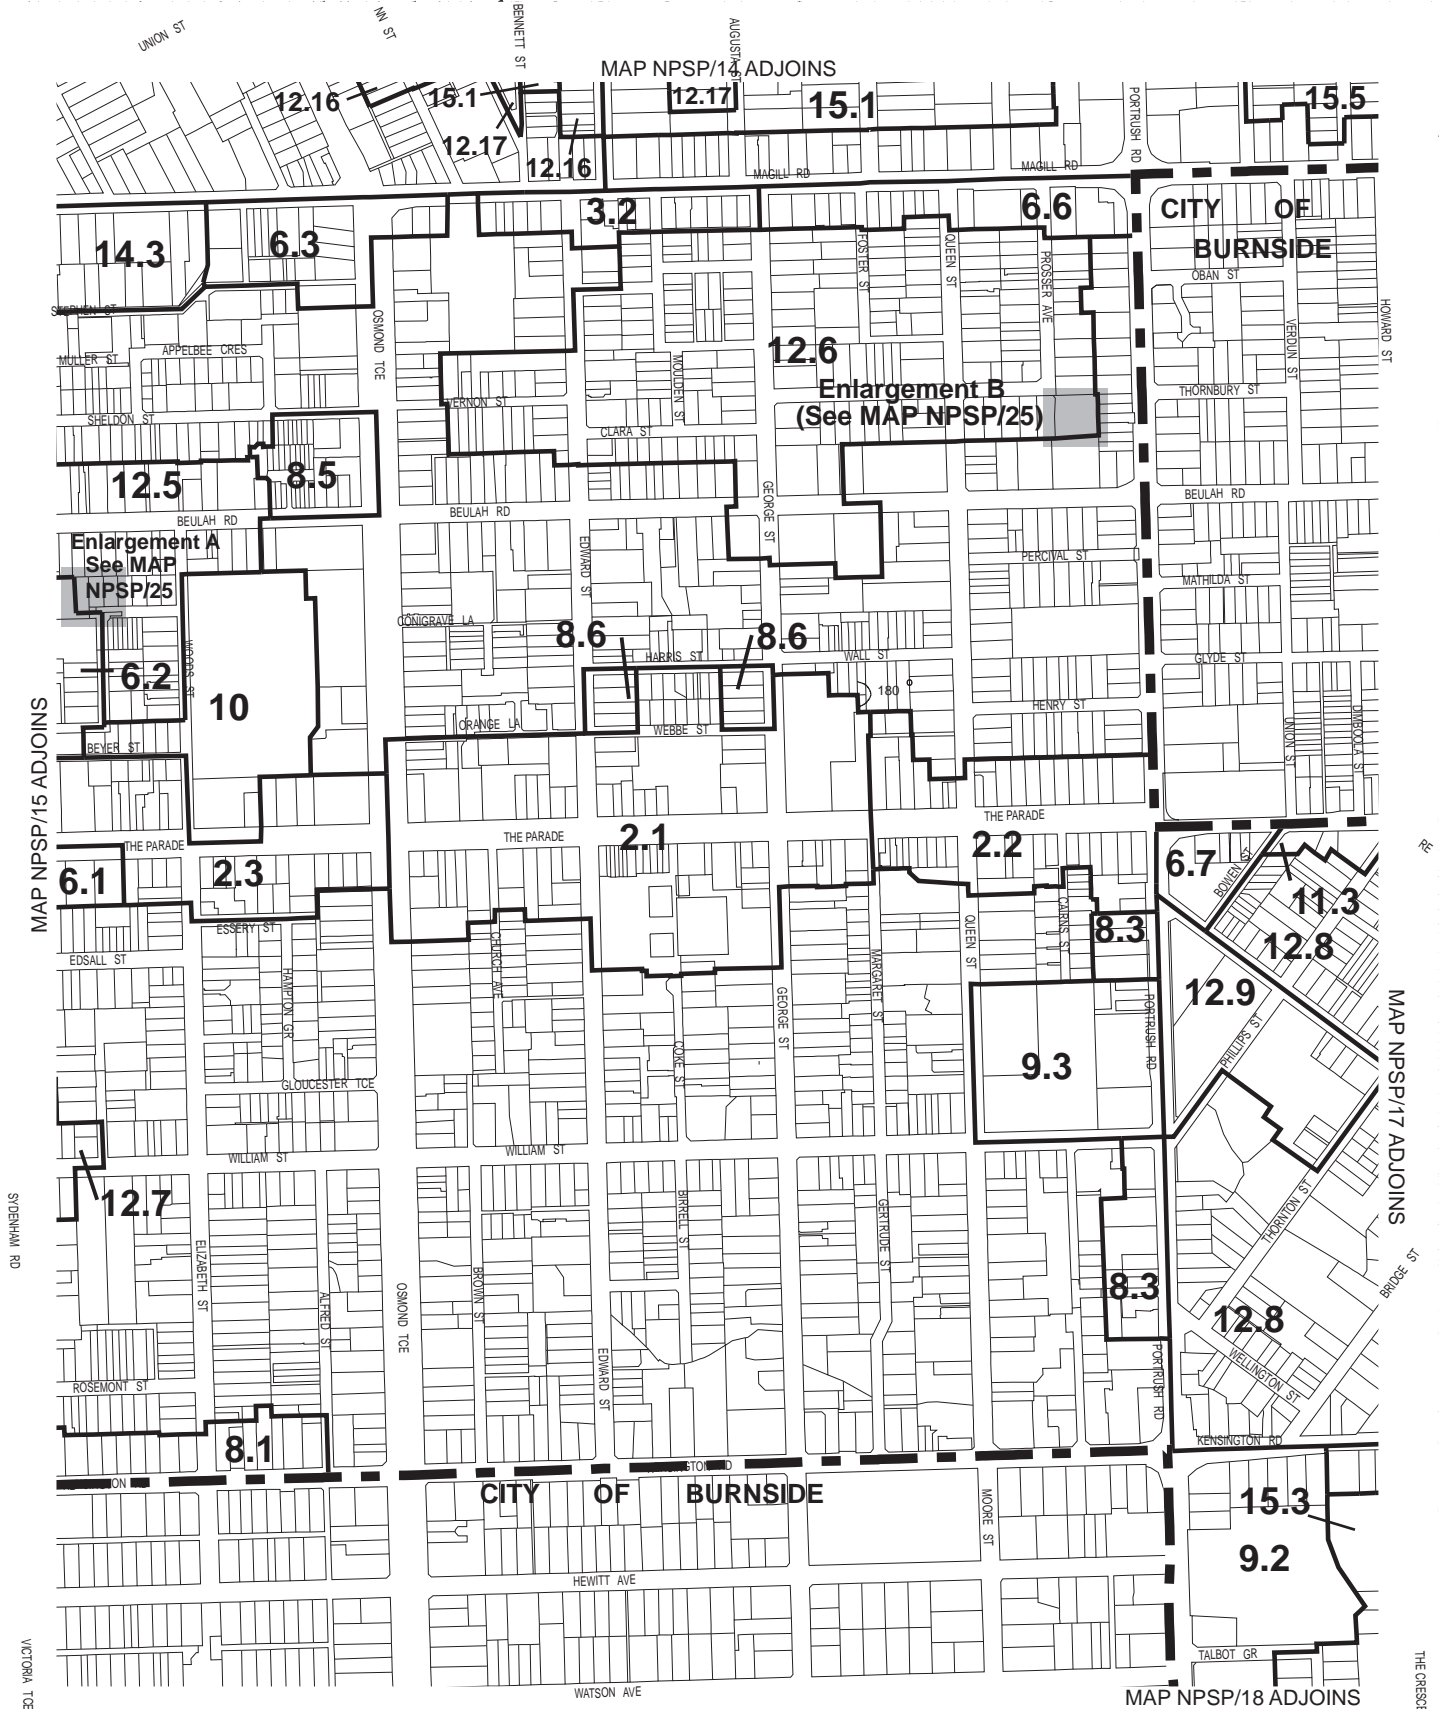 UNION ST
NN ST
BENNETT ST
AUGUSTA ST
MAP NPSP/14 ADJOINS
12.16
15.1
12.17
12.16
12.17
15.1
15.5
PORTRUSH RD
MAGILL RD
MAGILL RD
3.2
6.6
CITY OF
BURNSIDE
14.3
6.3
FOSTER ST
QUEEN ST
PROSSER AVE
OBAN ST
STEPHEN ST
OSMOND TCE
VERDUN ST
HOWARD ST
MULLER ST
APPELBEE CRES
12.6
MOULDEN ST
Enlargement B
(See MAP NPSP/25)
THORNBURY ST
VERNON ST
SHELDON ST
CLARA ST
12.5
8.5
GEORGE ST
BEULAH RD
BEULAH RD
BEULAH RD
Enlargement A
See MAP
NPSP/25
EDWARD ST
PERCIVAL ST
MATHILDA ST
CONIGRAVE LA
8.6
8.6
HARRIS ST
WALL ST
GLYDE ST
6.2
WOODS ST
10
180
ORANGE LA
WEBBE ST
HENRY ST
UNION ST
DIMBOOLA S
BEYER ST
MAP NPSP/15 ADJOINS
THE PARADE
THE PARADE
THE PARADE
2.1
2.2
6.7
BOWEN ST
RE
6.1
2.3
11.3
ESSERY ST
8.3
12.8
EDSALL ST
CHURCH AVE
QUEEN ST
CAIRNS ST
HAMPTON GR
MARGARET ST
GEORGE ST
12.9
PORTRUSH RD
PHILLIPS ST
MAP NPSP/17 ADJOINS
COKE S
9.3
GLOUCESTER TCE
WILLIAM ST
WILLIAM ST
12.7
SYDENHAM RD
ELIZABETH ST
ALFRED ST
OSMOND TCE
BROWN ST
BIRRELL ST
GERTRUDE ST
THORNTON ST
BRIDGE ST
8.3
12.8
EDWARD ST
PORTRUSH RD
WELLINGTON ST
ROSEMONT ST
8.1
KENSINGTON RD
CITY OF BURNSIDE
MOORE ST
15.3
9.2
HEWITT AVE
VICTORIA TCE
WATSON AVE
TALBOT GR
THE CRESCE
MAP NPSP/18 ADJOINS